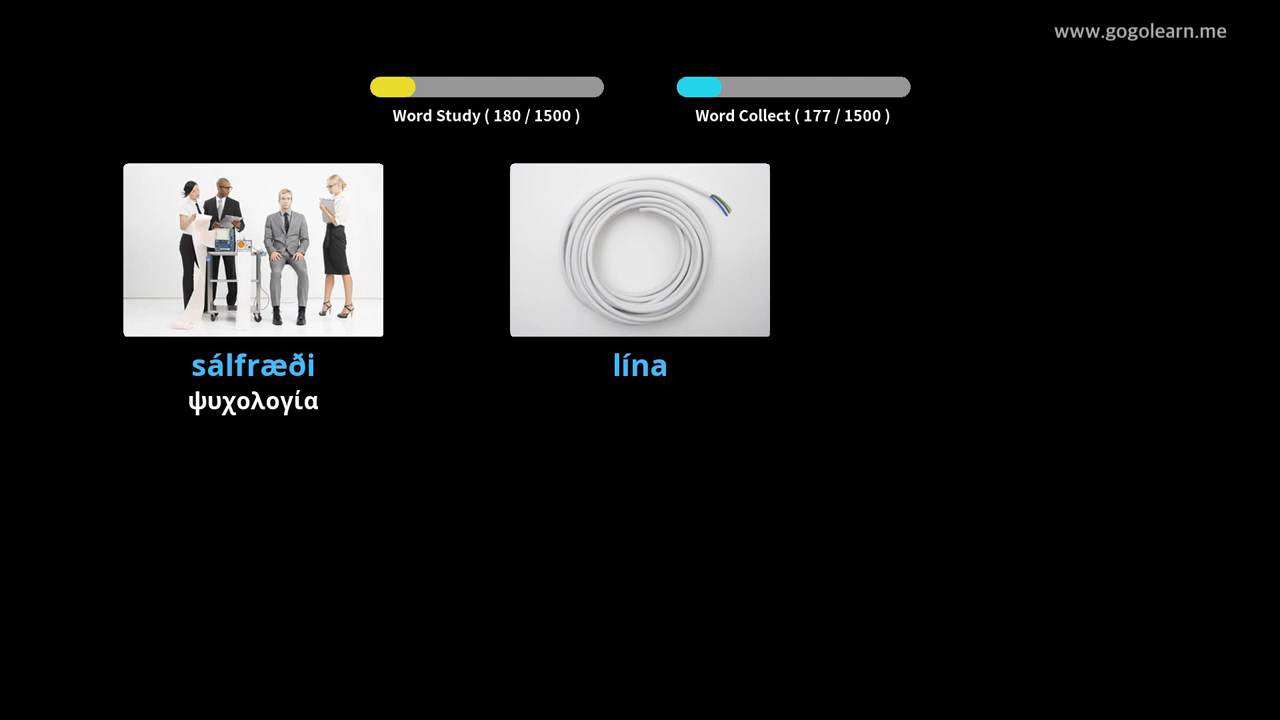 www.gogolearn.me
Word Study ( 180 / 1500 )
Word Collect ( 177 / 1500 )
sálfræði
ψυχολογία
lína